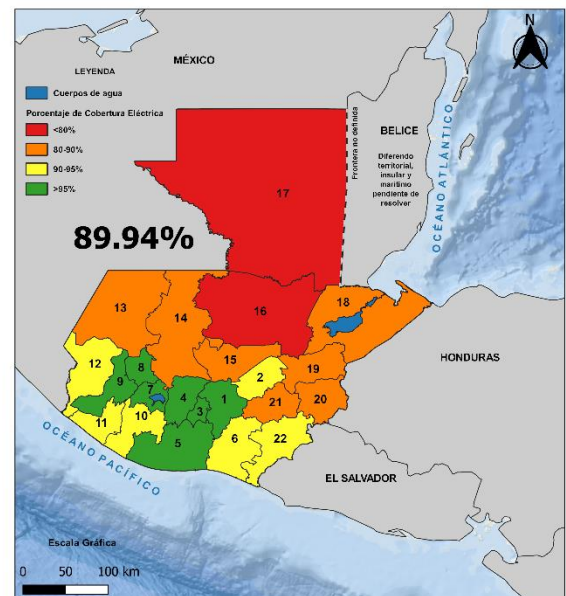 N
MÉXICO
LEYENDA
Cuerpos de agua
Porcentaje de Cobertura Eléctrica
<80%
80-90%
90-95%
>95%
Frontera no definida
BELICE
Diferendo
territorial,
insular y
marítimo
pendiente de
resolver
OCÉANO ATLÁNTICO
17
89.94%
13
14
16
18
15
12
8
9
7
4
1
2
19
3
21
20
10
11
5
6
22
HONDURAS
EL SALVADOR
OCÉANO PACÍFICO
Escala Gráfica
0 50 100 km